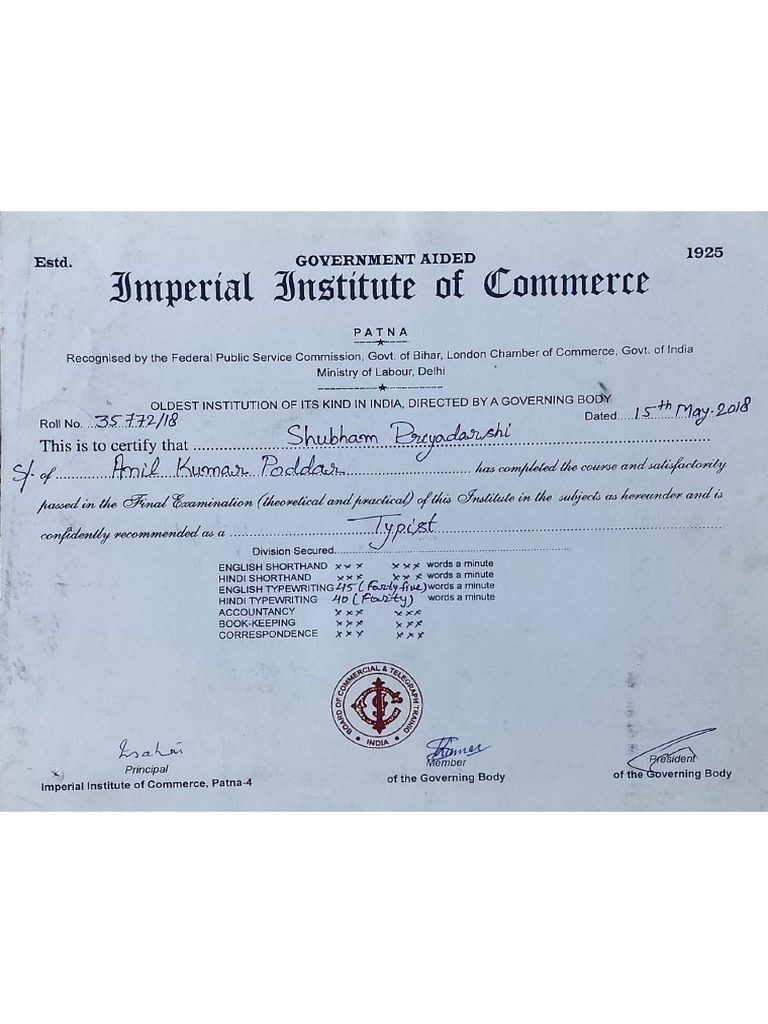 Estd.
GOVERNMENT AIDED
1925
Imperial Institute of Commerce
PATNA
Recognised by the Federal Public Service Commission, Govt. of Bihar, London Chamber of Commerce, Govt. of India
Ministry of Labour, Delhi
OLDEST INSTITUTION OF ITS KIND IN INDIA, DIRECTED BY A GOVERNING BODY
Roll No. 35772/18 Dated 15th May. 2018
This is to certify that Shubham Preyadarshi
S/. of Anil Kumar Poddar has completed the course and satisfactority
passed in the Final Examination (theoretical and practical) of this Institute in the subjects as hereunder and is
confidently recommended as a Typist
Division Secured
ENGLISH SHORTHAND xxx xxx words a minute
HINDI SHORTHAND xxx xxx words a minute
ENGLISH TYPEWRITING 45 (Fordy five) words a minute
HINDI TYPEWRITING 40 (Forty) words a minute
ACCOUNTANCY xxx xxx
BOOK-KEEPING xxx xxx
CORRESPONDENCE xxx xxx
BOARD OF COMMERCIAL & TELEGRAPH TRAINIG
INDIA
Principal
Imperial Institute of Commerce, Patna-4
Member
of the Governing Body
President
of the Governing Body